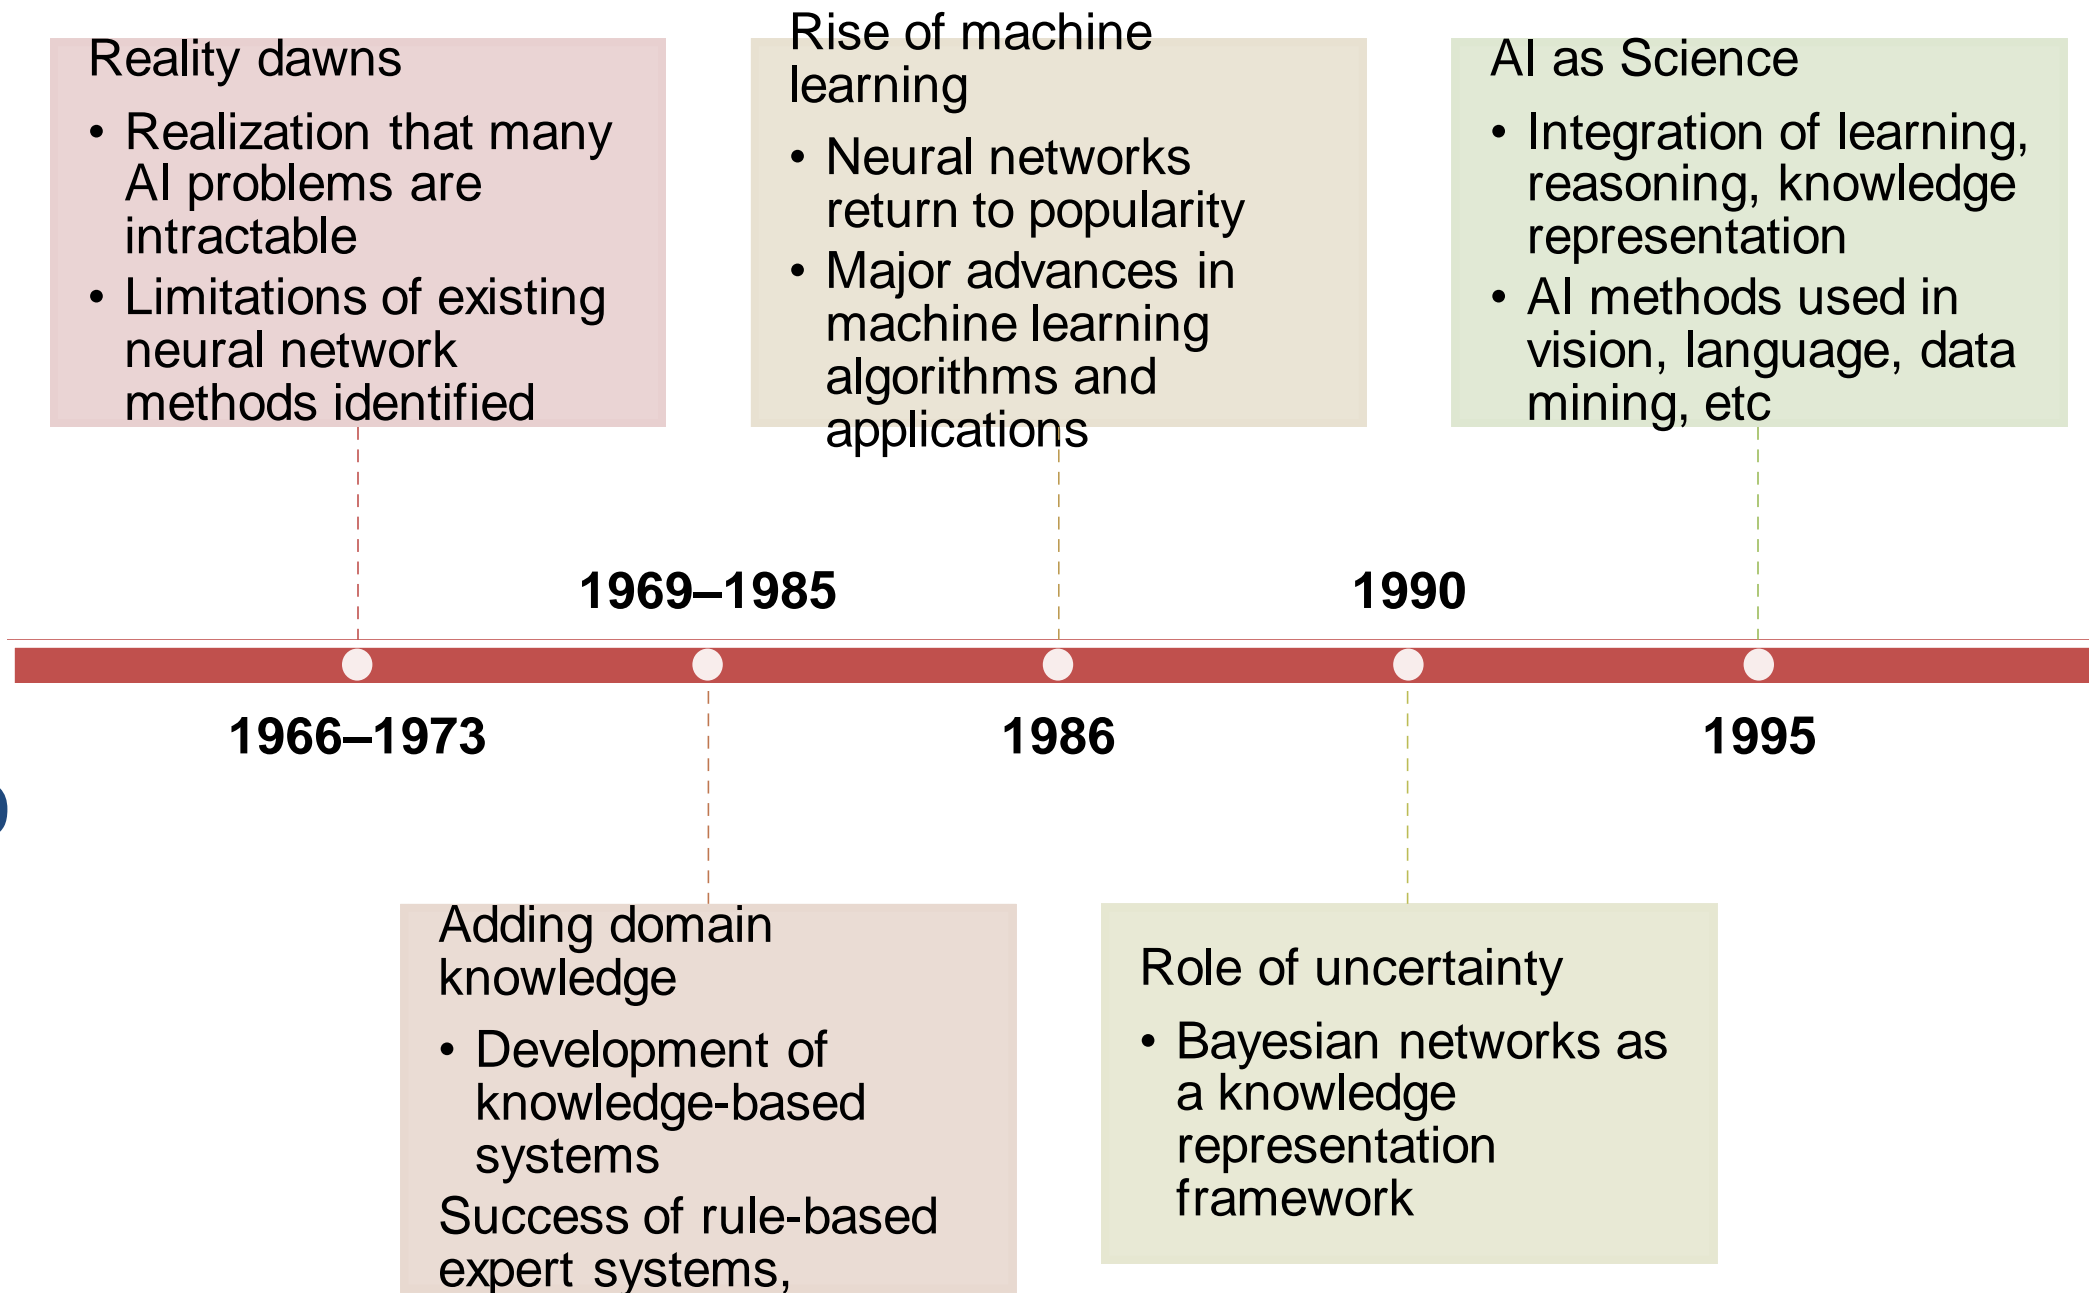 Reality dawns
• Realization that many
AI problems are
intractable
• Limitations of existing
neural network
methods identified
Rise of machine
learning
• Neural networks
return to popularity
• Major advances in
machine learning
algorithms and
applications
AI as Science
• Integration of learning,
reasoning, knowledge
representation
• AI methods used in
vision, language, data
mining, etc
1969–1985
1990
1966–1973
1986
1995
Adding domain
knowledge
• Development of
knowledge-based
systems
Success of rule-based
expert systems,
Role of uncertainty
• Bayesian networks as
a knowledge
representation
framework